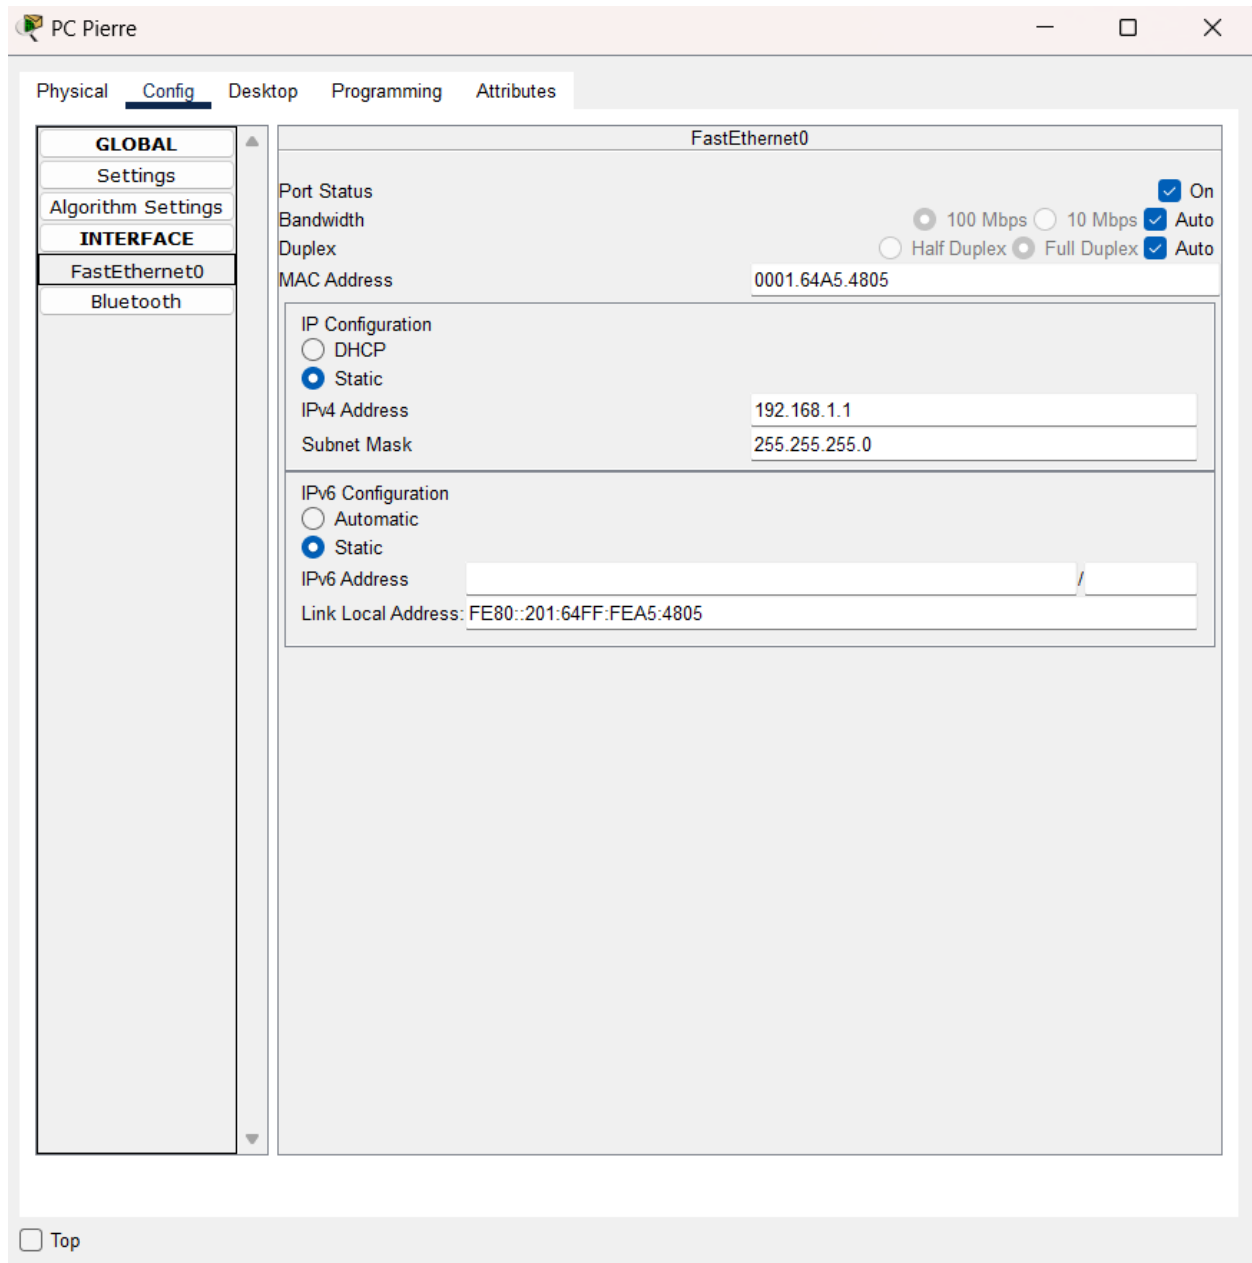 PC Pierre
Physical Config Desktop Programming Attributes
GLOBAL
Settings
Algorithm Settings
INTERFACE
FastEthernet0
Bluetooth
FastEthernet0
Port Status On
Bandwidth 100 Mbps 10 Mbps Auto
Duplex Half Duplex Full Duplex Auto
MAC Address 0001.64A5.4805
IP Configuration
DHCP
Static
IPv4 Address 192.168.1.1
Subnet Mask 255.255.255.0
IPv6 Configuration
Automatic
Static
IPv6 Address /
Link Local Address: FE80::201:64FF:FEA5:4805
Top